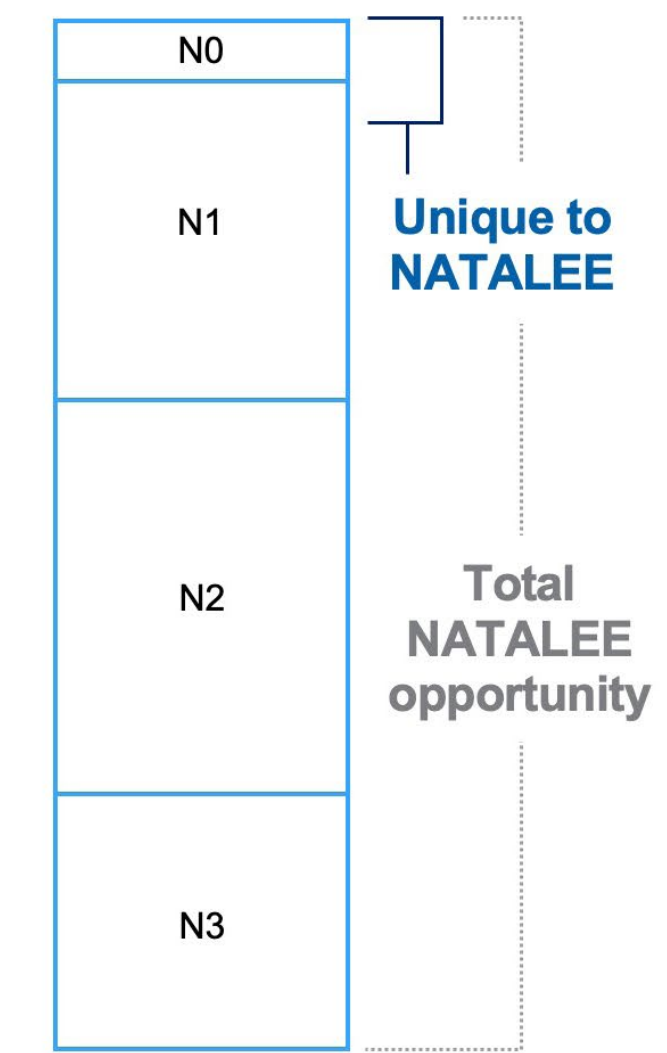 N0
N1
Unique to
NATALEE
N2
Total
NATALEE
opportunity
N3